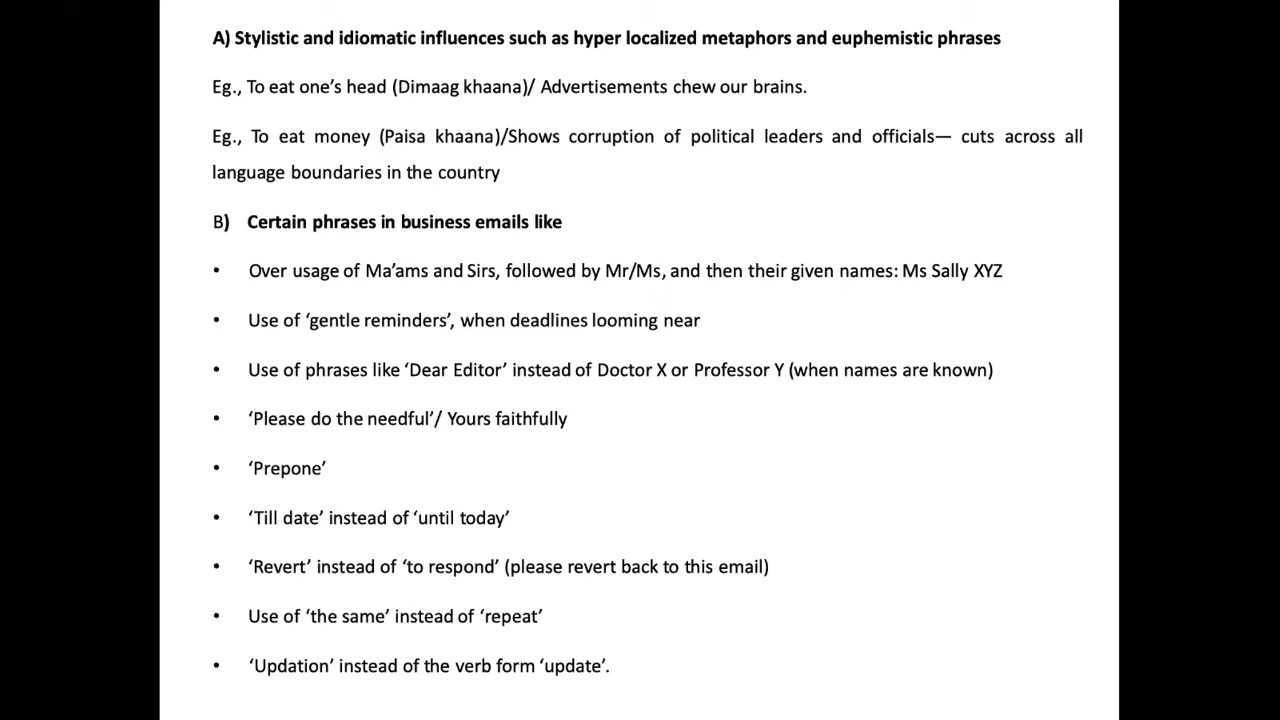 A) Stylistic and idiomatic influences such as hyper localized metaphors and euphemistic phrases
Eg., To eat one’s head (Dimaag khaana)/ Advertisements chew our brains.
Eg., To eat money (Paisa khaana)/Shows corruption of political leaders and officials— cuts across all
language boundaries in the country
B) Certain phrases in business emails like
• Over usage of Ma’ams and Sirs, followed by Mr/Ms, and then their given names: Ms Sally XYZ
• Use of ‘gentle reminders’, when deadlines looming near
• Use of phrases like ‘Dear Editor’ instead of Doctor X or Professor Y (when names are known)
• ‘Please do the needful’/ Yours faithfully
• ‘Prepone’
• ‘Till date’ instead of ‘until today’
• ‘Revert’ instead of ‘to respond’ (please revert back to this email)
• Use of ‘the same’ instead of ‘repeat’
• ‘Updation’ instead of the verb form ‘update’.